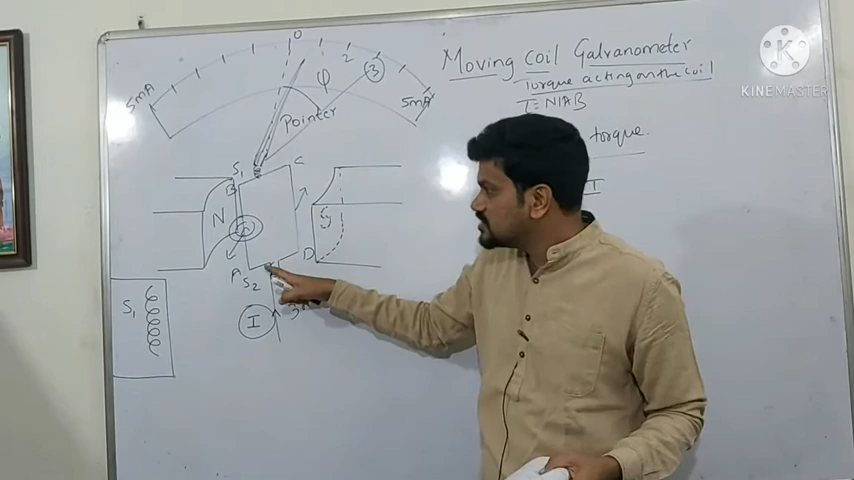 Moving coil Galvanometer
Torque acting on the coil
τ = NIAB
torque.
I
0
2
3
5mA
5mA
φ
Pointer
S1
B
C
N
S
A
D
S2
I
S1
KINEMASTER